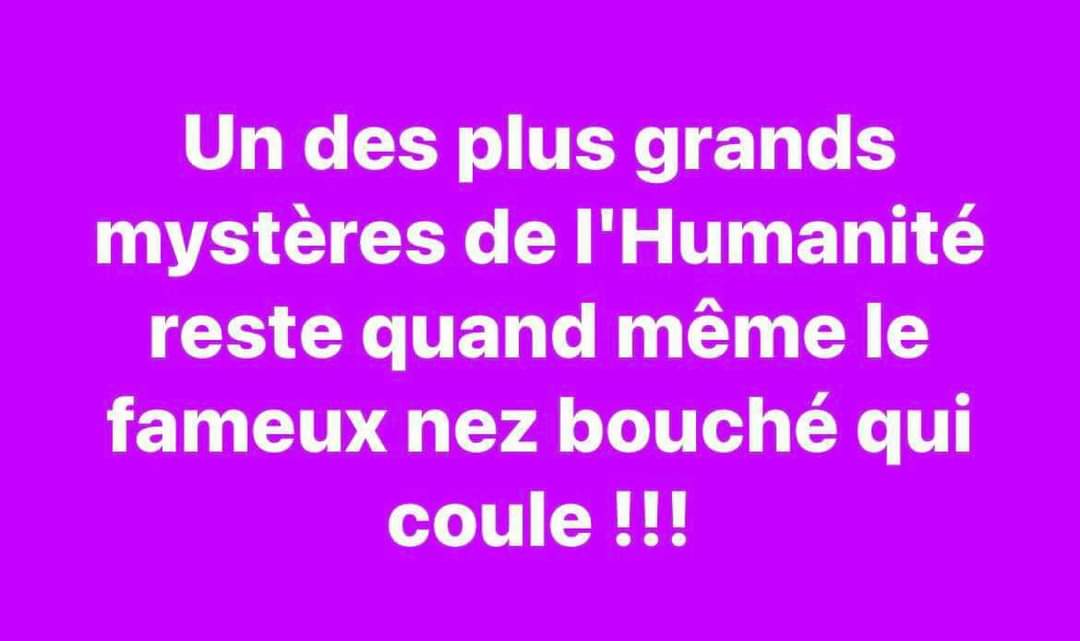 Un des plus grands
mystères de l'Humanité
reste quand même le
fameux nez bouché qui
coule !!!